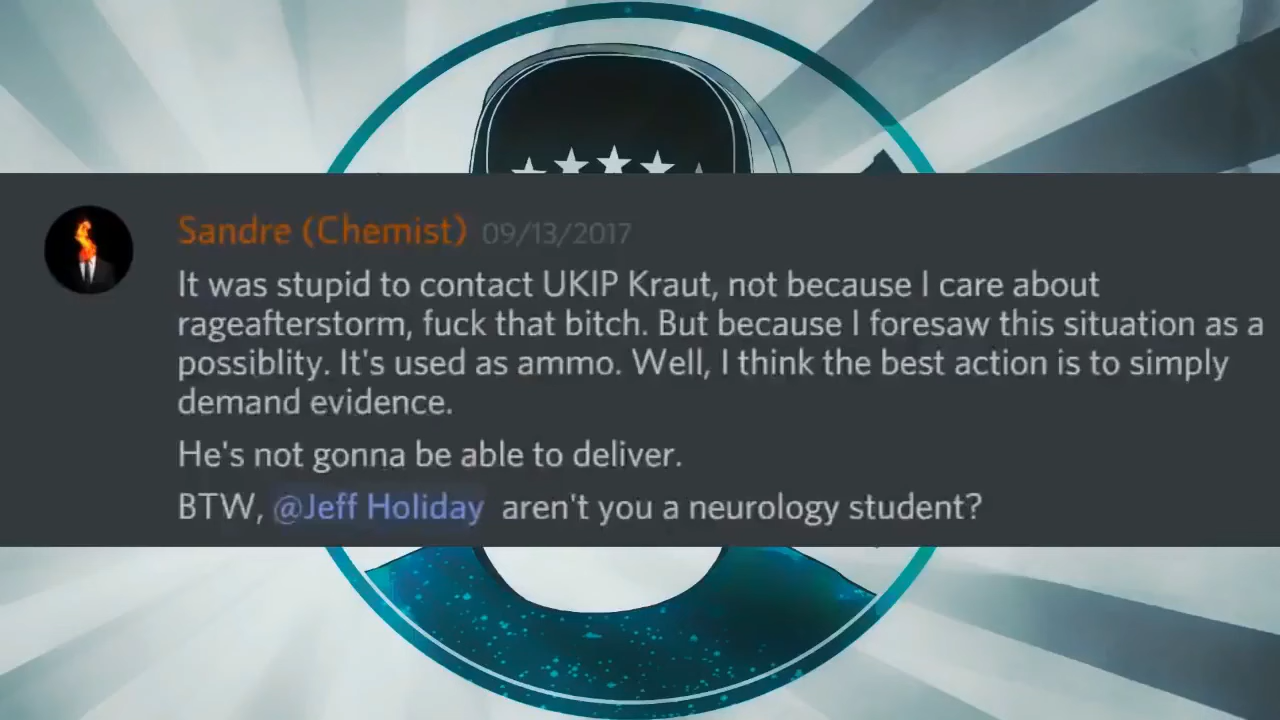 Sandre (Chemist) 09/13/2017
It was stupid to contact UKIP Kraut, not because I care about
rageafterstorm, fuck that bitch. But because I foresaw this situation as a
possiblity. It's used as ammo. Well, I think the best action is to simply
demand evidence.
He's not gonna be able to deliver.
BTW, @Jeff Holiday aren't you a neurology student?